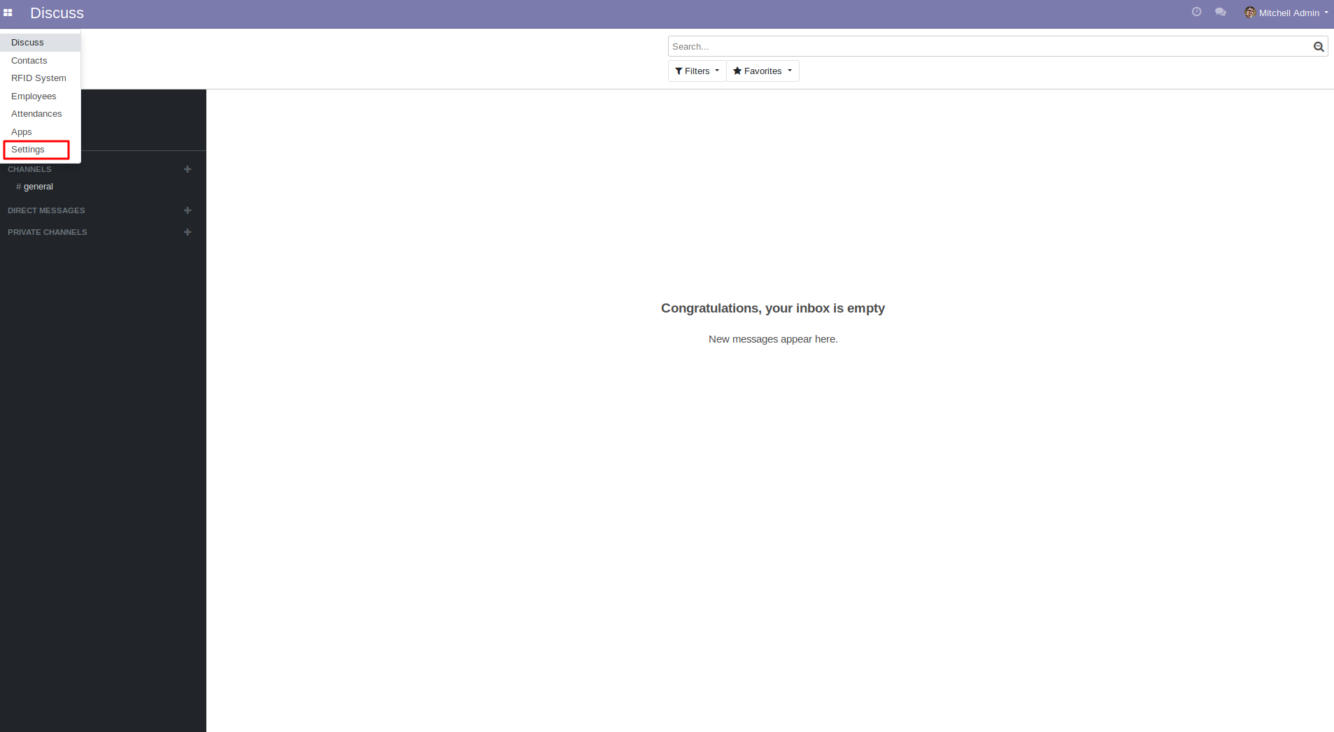 Discuss
Mitchell Admin
Discuss
Contacts
RFID System
Employees
Attendances
Apps
Settings
Search...
Filters
Favorites
CHANNELS
# general
DIRECT MESSAGES
PRIVATE CHANNELS
Congratulations, your inbox is empty
New messages appear here.